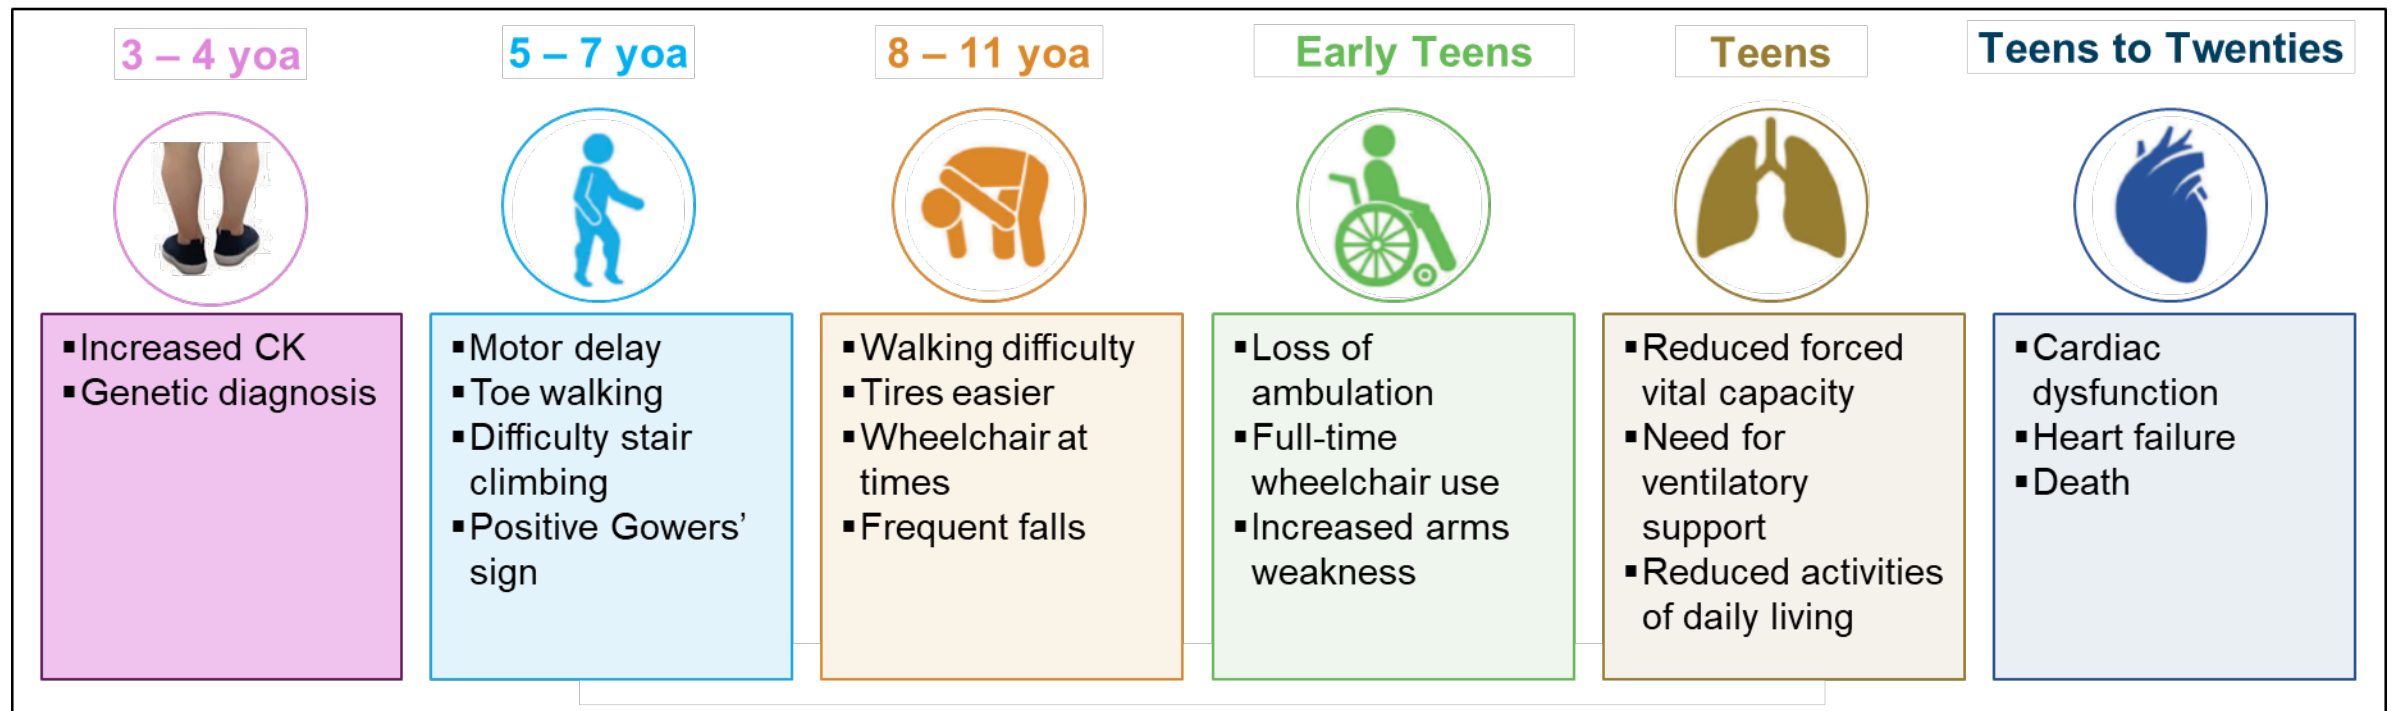 3 – 4 yoa
▪Increased CK
▪Genetic diagnosis
5 – 7 yoa
▪Motor delay
▪Toe walking
▪Difficulty stair
climbing
▪Positive Gowers’
sign
8 – 11 yoa
▪Walking difficulty
▪Tires easier
▪Wheelchair at
times
▪Frequent falls
Early Teens
▪Loss of
ambulation
▪Full-time
wheelchair use
▪Increased arms
weakness
Teens
▪Reduced forced
vital capacity
▪Need for
ventilatory
support
▪Reduced activities
of daily living
Teens to Twenties
▪Cardiac
dysfunction
▪Heart failure
▪Death